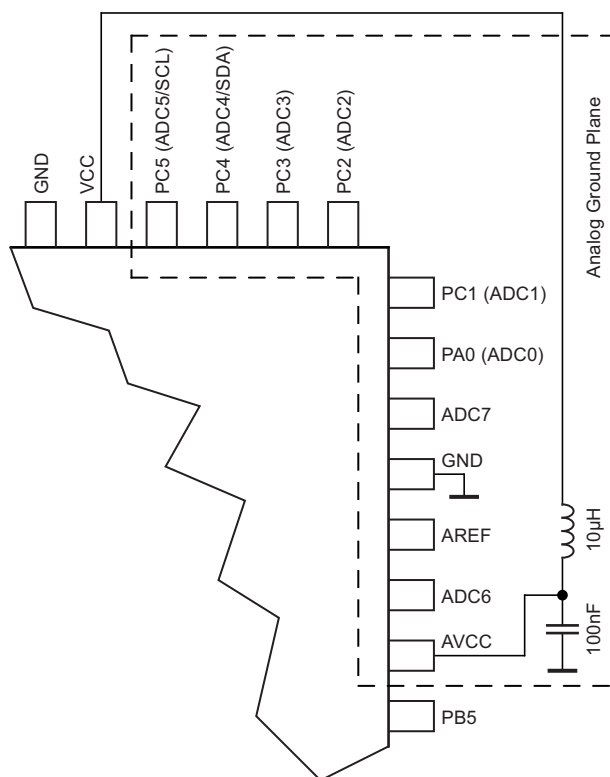 GND
VCC
PC5 (ADC5/SCL)
PC4 (ADC4/SDA)
PC3 (ADC3)
PC2 (ADC2)
Analog Ground Plane
PC1 (ADC1)
PA0 (ADC0)
ADC7
GND
AREF
ADC6
AVCC
PB5
10µH
100nF